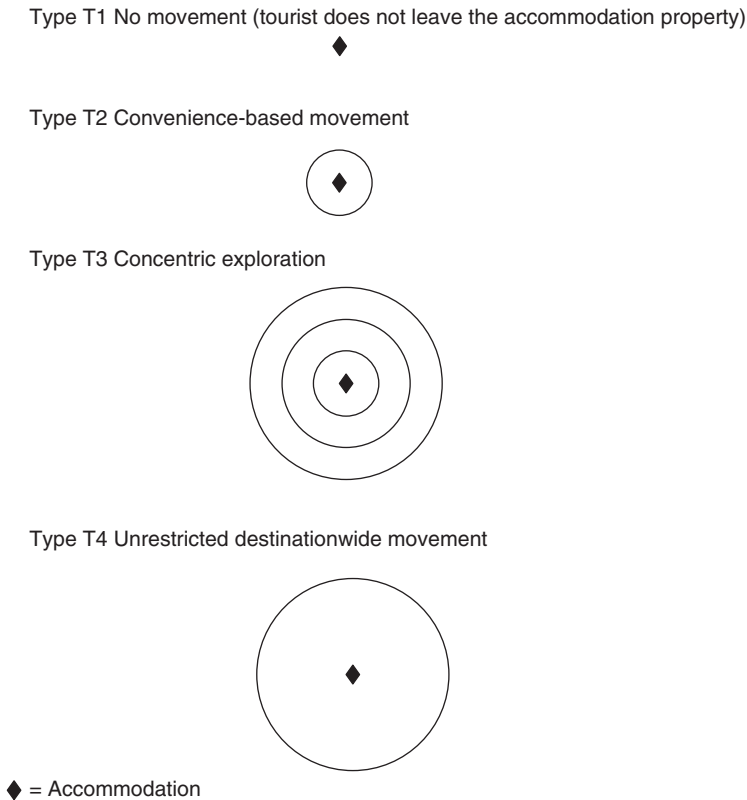 Type T1 No movement (tourist does not leave the accommodation property)
Type T2 Convenience-based movement
Type T3 Concentric exploration
Type T4 Unrestricted destinationwide movement
♦ = Accommodation